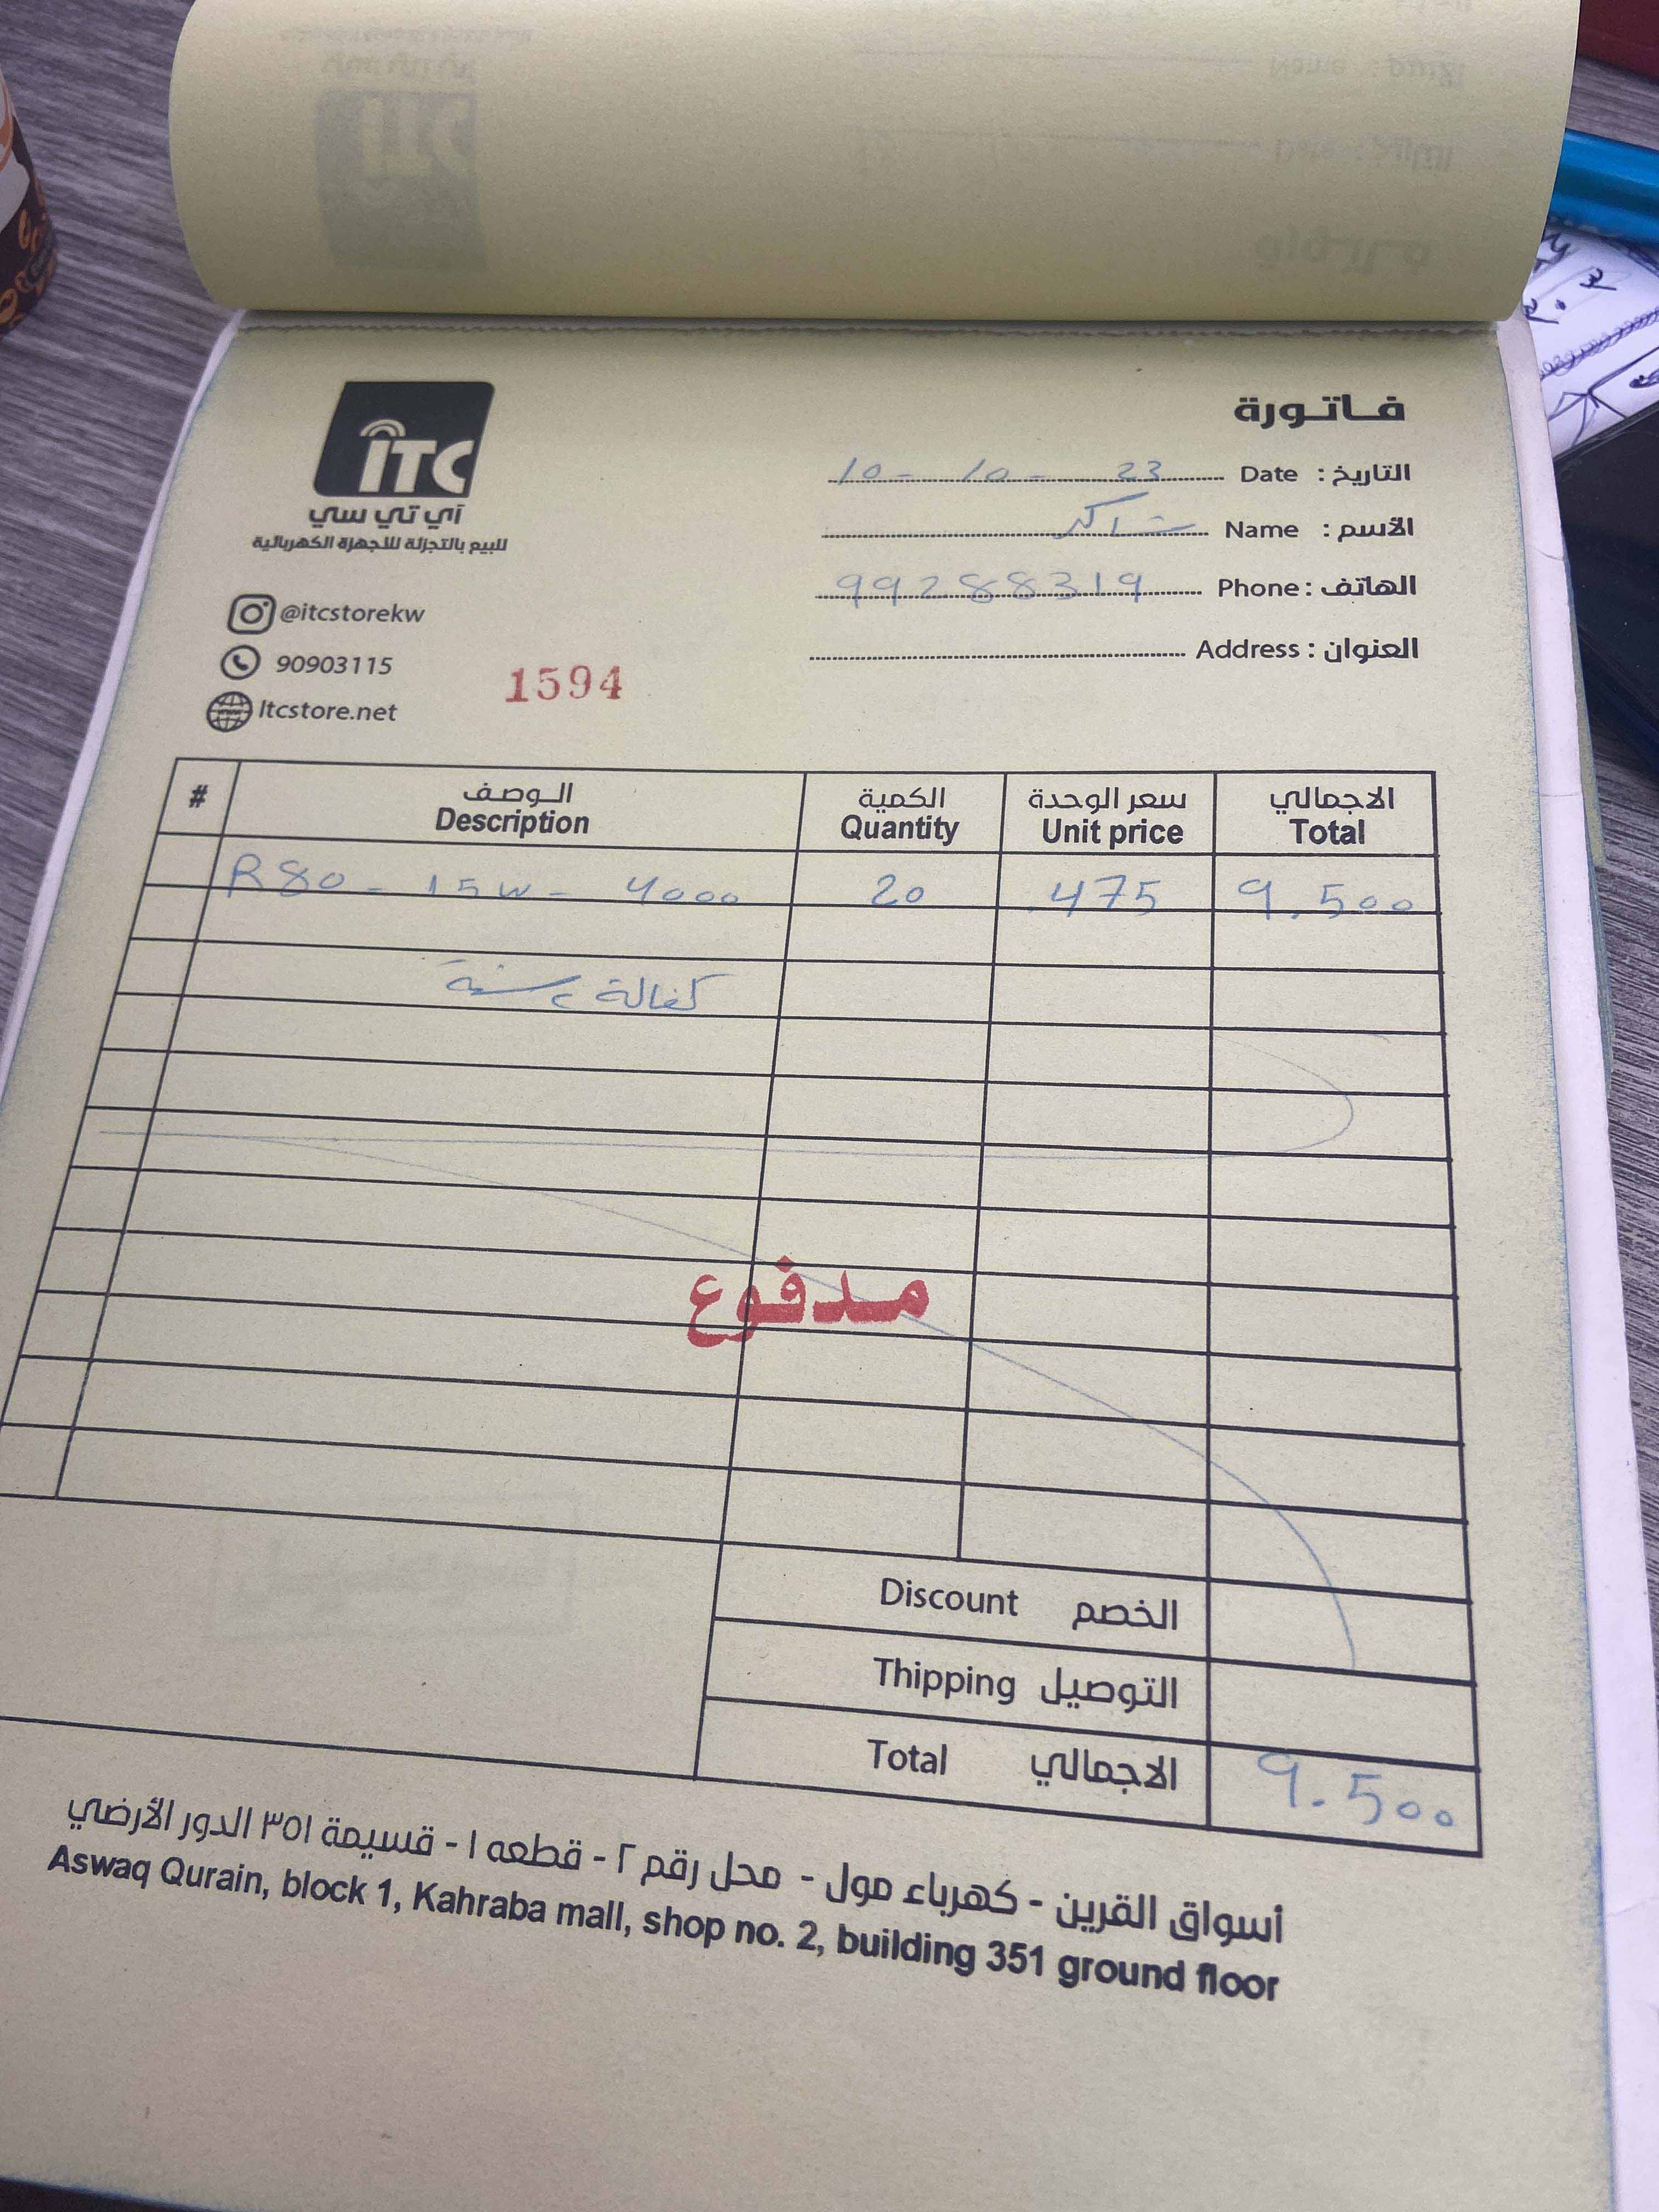 فاتورة
ITC
آي تي سي
للبيع بالتجزئة للأجهزة الكهربائية
التاريخ : Date 10 - 10 - 23
الأسم : Name شاكر
الهاتف : Phone 99288319
العنوان : Address
@itcstorekw
90903115
Itcstore.net
1594
# الوصف الكمية سعر الوحدة الاجمالي
Description Quantity Unit price Total
R80 - 15W - 4000 20 .475 9.500
كفالة ٢ سنة
مدفوع
Discount الخصم
Thipping التوصيل
Total الاجمالي 9.500
أسواق القرين - كهرباء مول - محل رقم ٢ - قطعه ١ - قسيمة ٣٥١ الدور الأرضي
Aswaq Qurain, block 1, Kahraba mall, shop no. 2, building 351 ground floor